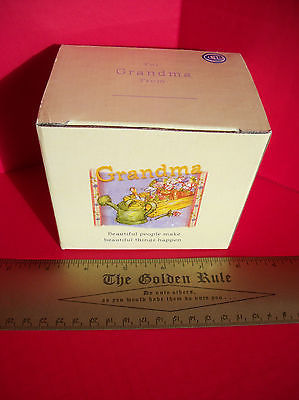 For
Grandma
From
Grandma
beautiful people make
beautiful things happen
The Golden Rule
Do unto others,
as you would have them do unto you...